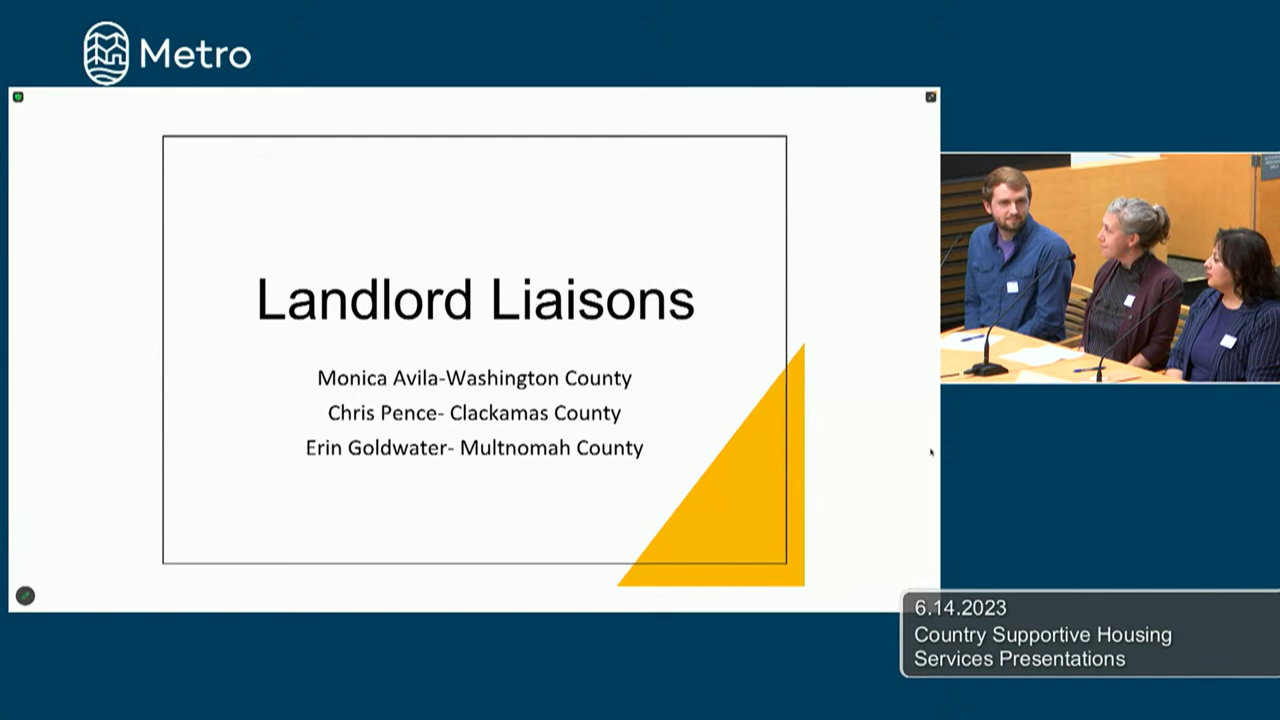 Metro
Landlord Liaisons
Monica Avila-Washington County
Chris Pence- Clackamas County
Erin Goldwater- Multnomah County
6.14.2023
Country Supportive Housing
Services Presentations